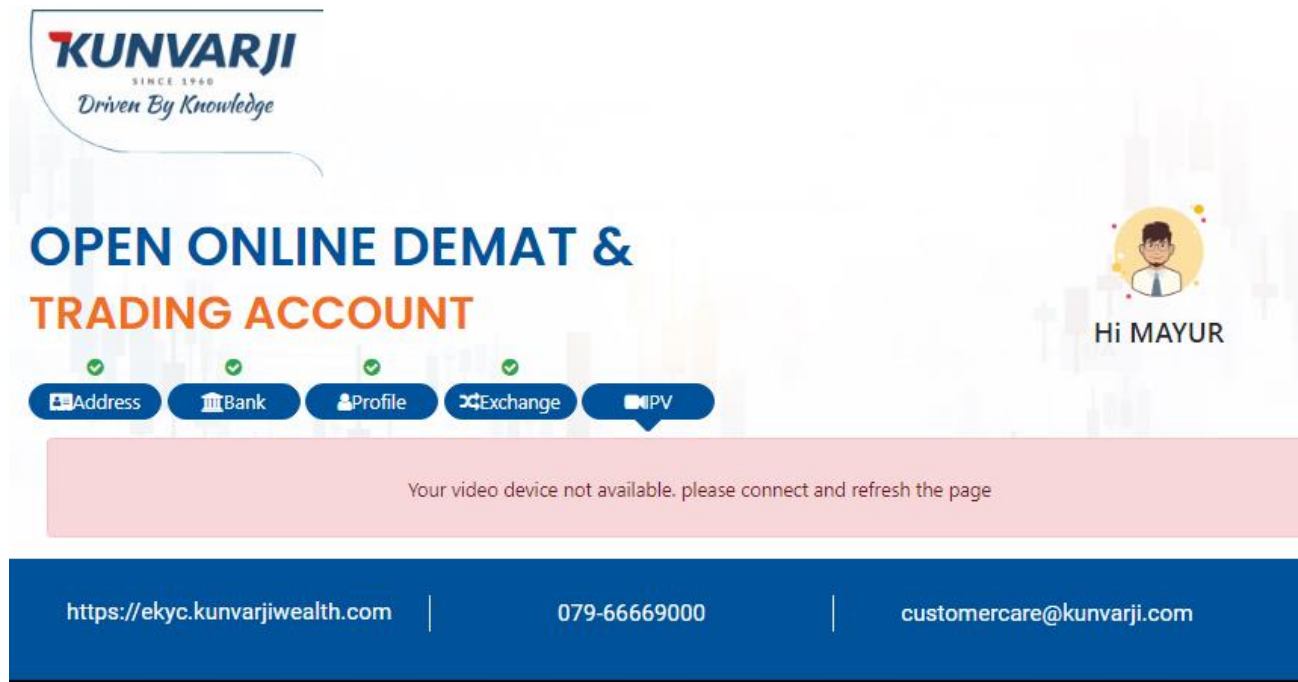 KUNVARJI
SINCE 1960
Driven By Knowledge
OPEN ONLINE DEMAT &
TRADING ACCOUNT
Hi MAYUR
Address Bank Profile Exchange IPV
Your video device not available. please connect and refresh the page
https://ekyc.kunvarjiwealth.com 079-66669000 customercare@kunvarji.com